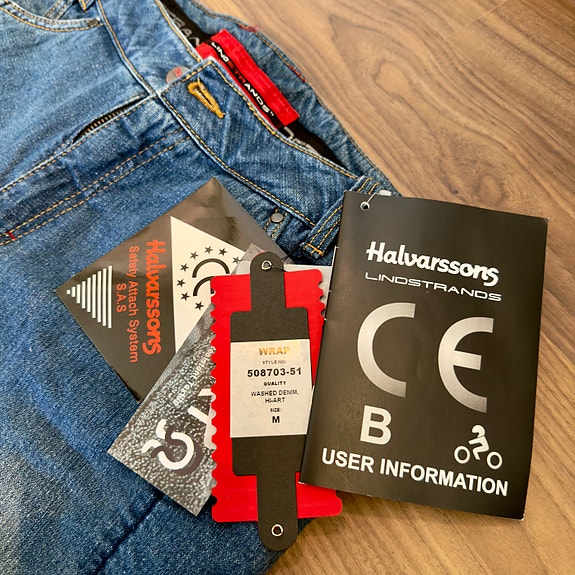 LINDSTRANDS
Halvarssons
Safety Attach System
S.A.S
WRAP
STYLE NO:
508703-51
QUALITY
WASHED DENIM,
HI-ART
SIZE:
M
Halvarssons
LINDSTRANDS
CE
B
USER INFORMATION